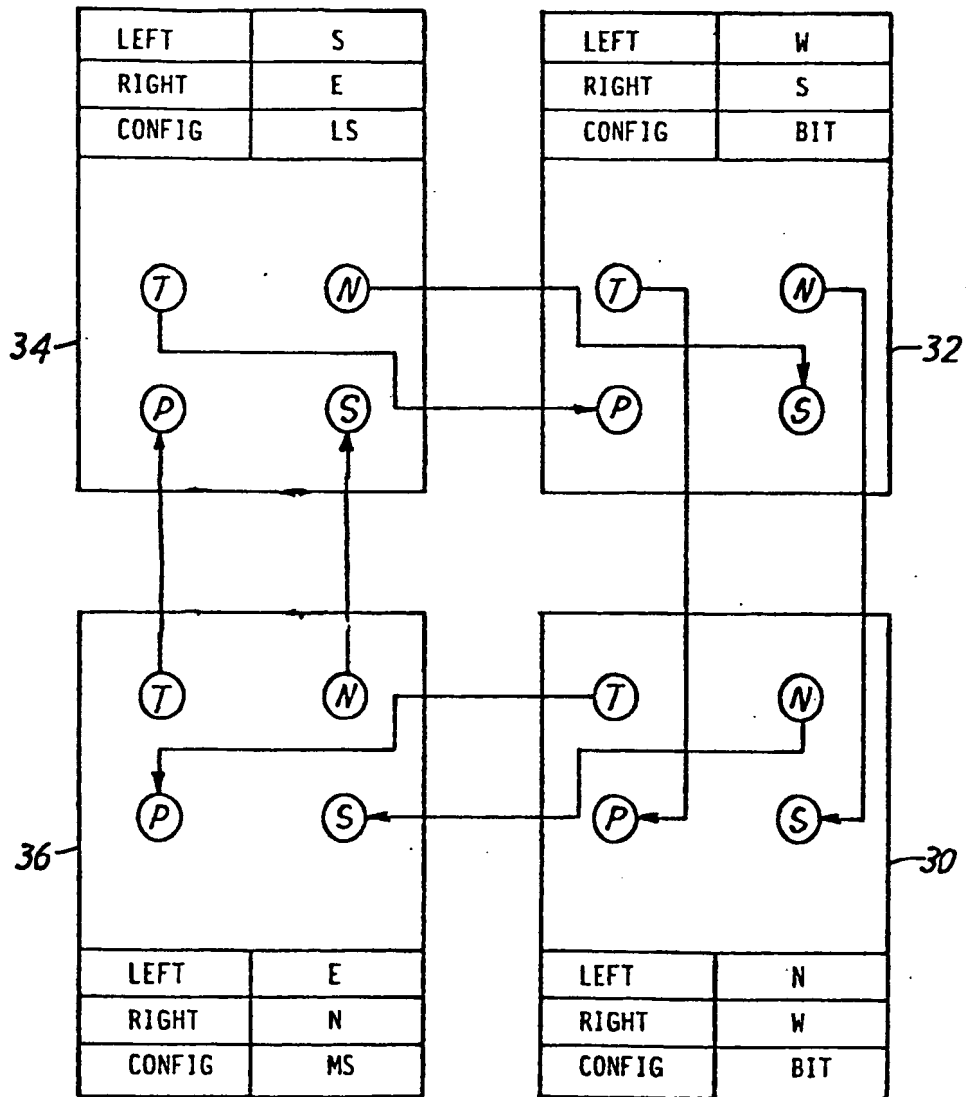 LEFT S
RIGHT E
CONFIG LS
LEFT W
RIGHT S
CONFIG BIT
T N
P S
34
T N
P S
32
T N
P S
36
T N
P S
30
LEFT E
RIGHT N
CONFIG MS
LEFT N
RIGHT W
CONFIG BIT